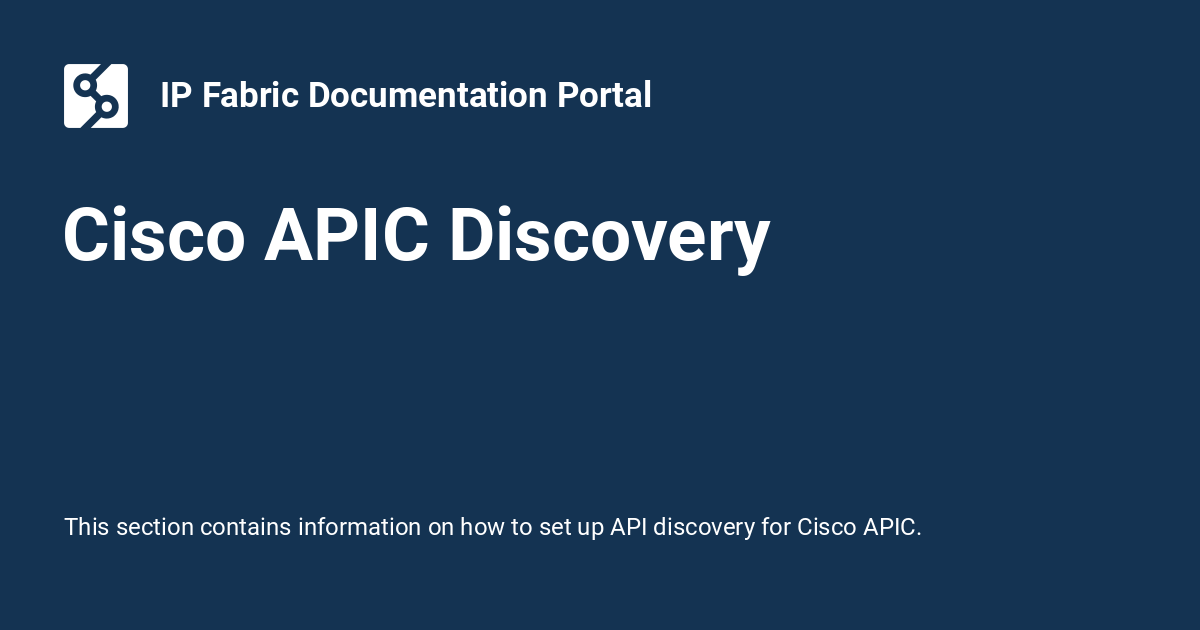 IP Fabric Documentation Portal
Cisco APIC Discovery
This section contains information on how to set up API discovery for Cisco APIC.